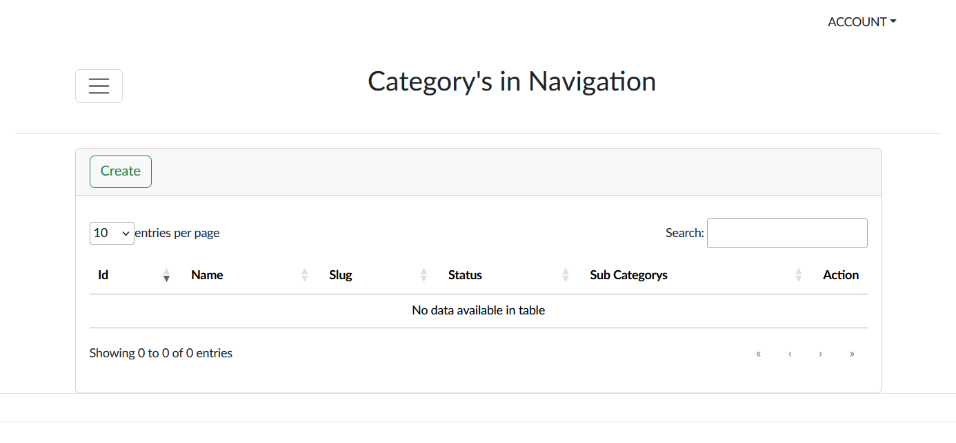 ACCOUNT
Category's in Navigation
Create
10 entries per page
Search:
Id Name Slug Status Sub Categorys Action
No data available in table
Showing 0 to 0 of 0 entries
« ‹ › »